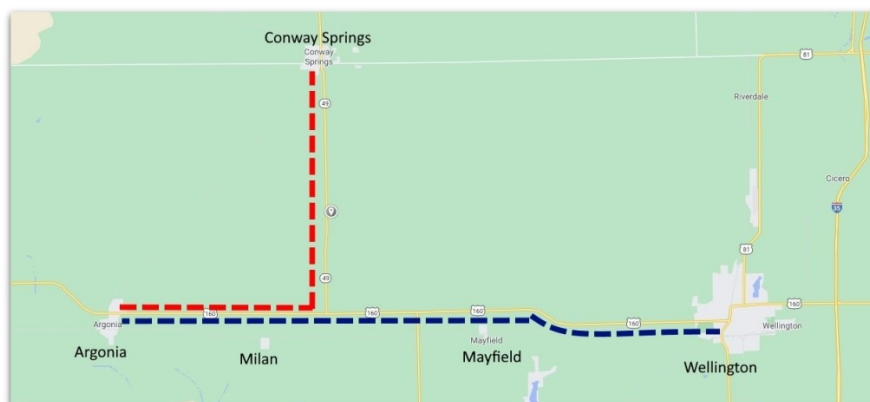 Conway Springs
Conway
Springs
81
49
Riverdale
Cicero
35
81
49
160
160
160
160
160
Argonia
Wellington
Mayfield
Argonia
Milan
Mayfield
Wellington